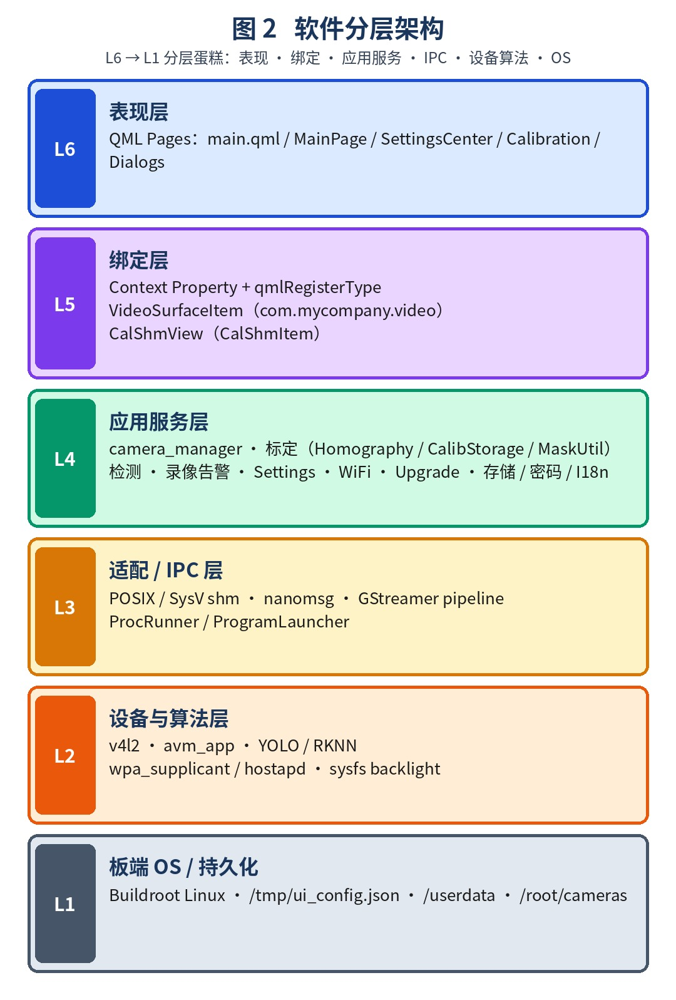 图 2 软件分层架构
L6 → L1 分层蛋糕：表现 · 绑定 · 应用服务 · IPC · 设备算法 · OS
L6
表现层
QML Pages：main.qml / MainPage / SettingsCenter / Calibration /
Dialogs
L5
绑定层
Context Property + qmlRegisterType
VideoSurfaceItem（com.mycompany.video）
CalShmView（CalShmItem）
L4
应用服务层
camera_manager · 标定（Homography / CalibStorage / MaskUtil）
检测 · 录像告警 · Settings · WiFi · Upgrade · 存储 / 密码 / I18n
L3
适配 / IPC 层
POSIX / SysV shm · nanomsg · GStreamer pipeline
ProcRunner / ProgramLauncher
L2
设备与算法层
v4l2 · avm_app · YOLO / RKNN
wpa_supplicant / hostapd · sysfs backlight
L1
板端 OS / 持久化
Buildroot Linux · /tmp/ui_config.json · /userdata · /root/cameras